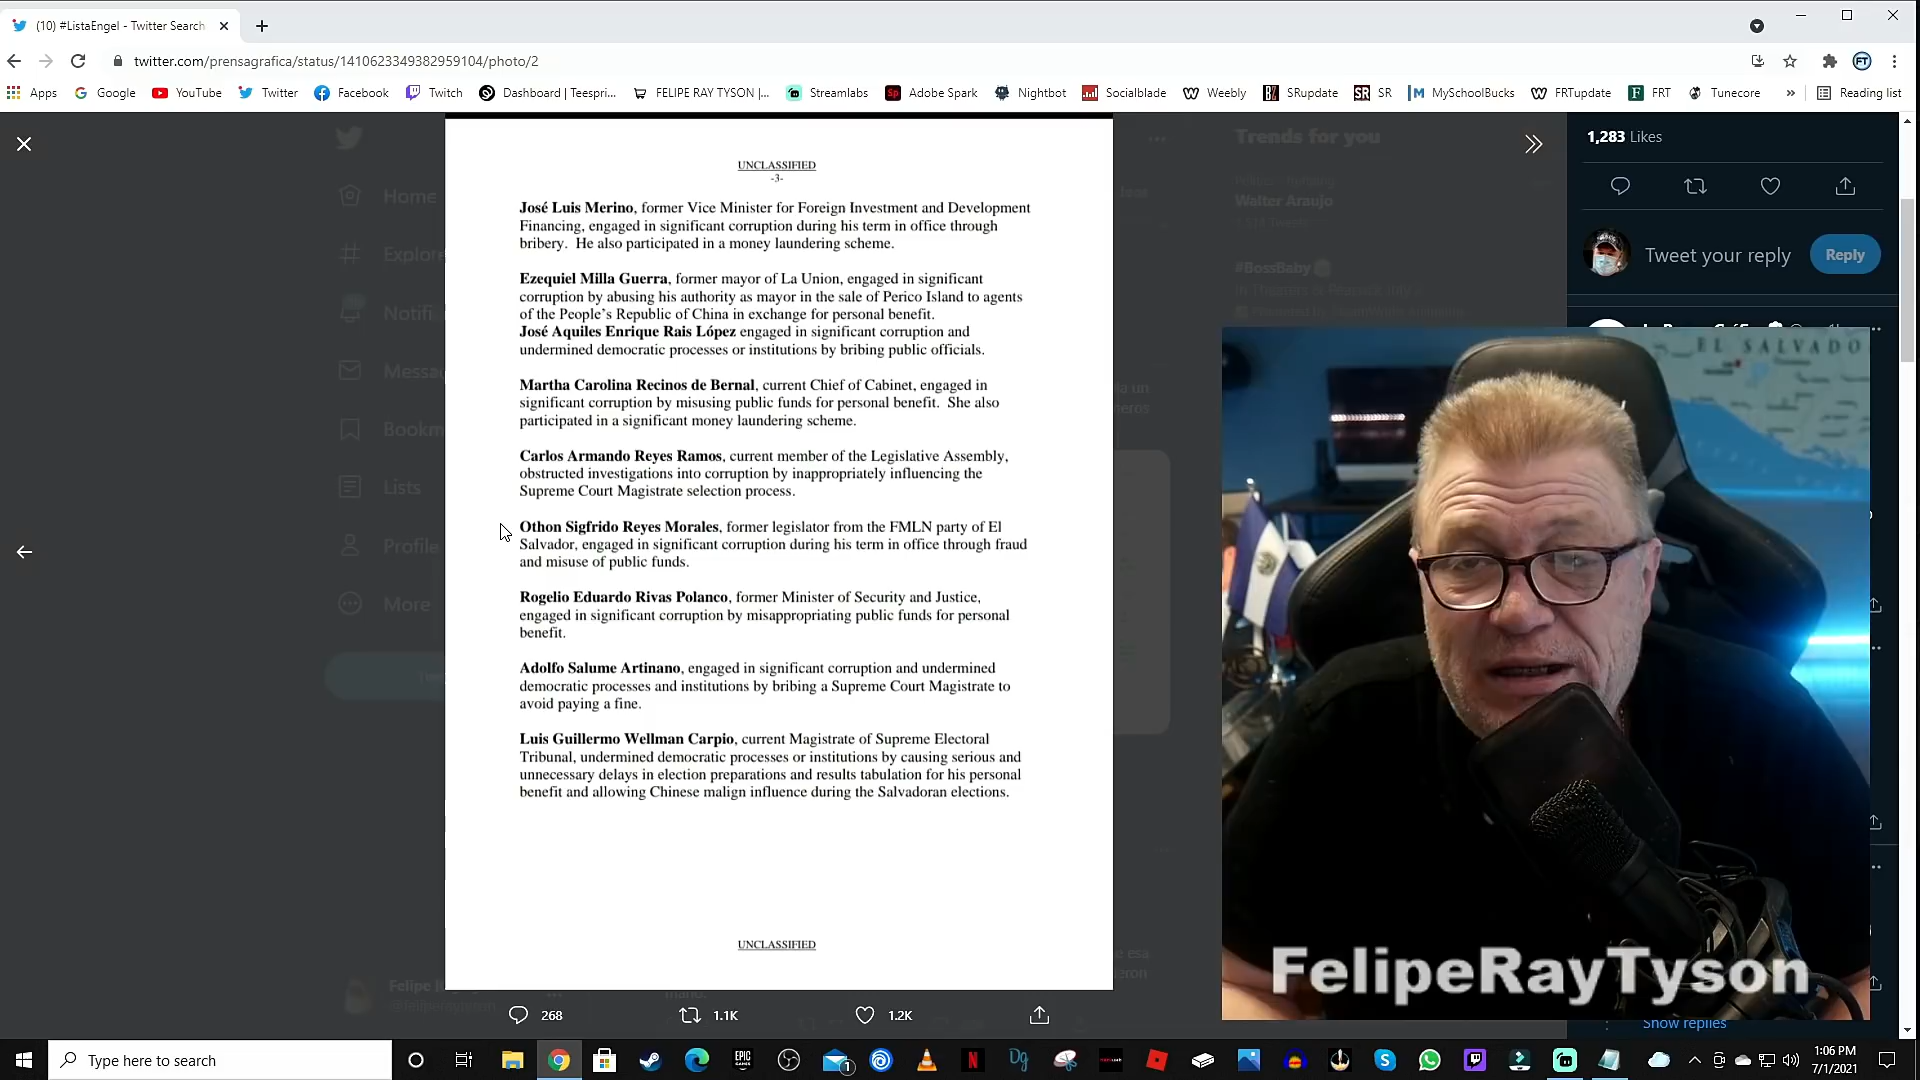 (10) #ListaEngel - Twitter Search
twitter.com/prensagrafica/status/1410623349382959104/photo/2
FT
Apps
Google
YouTube
Twitter
Facebook
Twitch
Dashboard | Teespri...
FELIPE RAY TYSON |...
Streamlabs
Adobe Spark
Nightbot
Socialblade
Weebly
SRupdate
SR
MySchoolBucks
FRTupdate
FRT
Tunecore
»
Reading list
UNCLASSIFIED
-3-
José Luis Merino, former Vice Minister for Foreign Investment and Development
Financing, engaged in significant corruption during his term in office through
bribery. He also participated in a money laundering scheme.
Ezequiel Milla Guerra, former mayor of La Union, engaged in significant
corruption by abusing his authority as mayor in the sale of Perico Island to agents
of the People's Republic of China in exchange for personal benefit.
José Aquiles Enrique Rais López engaged in significant corruption and
undermined democratic processes or institutions by bribing public officials.
Martha Carolina Recinos de Bernal, current Chief of Cabinet, engaged in
significant corruption by misusing public funds for personal benefit. She also
participated in a significant money laundering scheme.
Carlos Armando Reyes Ramos, current member of the Legislative Assembly,
obstructed investigations into corruption by inappropriately influencing the
Supreme Court Magistrate selection process.
Othon Sigfrido Reyes Morales, former legislator from the FMLN party of El
Salvador, engaged in significant corruption during his term in office through fraud
and misuse of public funds.
Rogelio Eduardo Rivas Polanco, former Minister of Security and Justice,
engaged in significant corruption by misappropriating public funds for personal
benefit.
Adolfo Salume Artinano, engaged in significant corruption and undermined
democratic processes and institutions by bribing a Supreme Court Magistrate to
avoid paying a fine.
Luis Guillermo Wellman Carpio, current Magistrate of Supreme Electoral
Tribunal, undermined democratic processes or institutions by causing serious and
unnecessary delays in election preparations and results tabulation for his personal
benefit and allowing Chinese malign influence during the Salvadoran elections.
UNCLASSIFIED
268
1.1K
1.2K
Home
Explore
Notifi
Messa
Bookm
Lists
Profile
More
Felipe
Trends for you
Walter Araujo
#BossBaby
1,283 Likes
Tweet your reply
Reply
EL SALVADO
FelipeRayTyson
Show replies
Type here to search
1:06 PM
7/1/2021